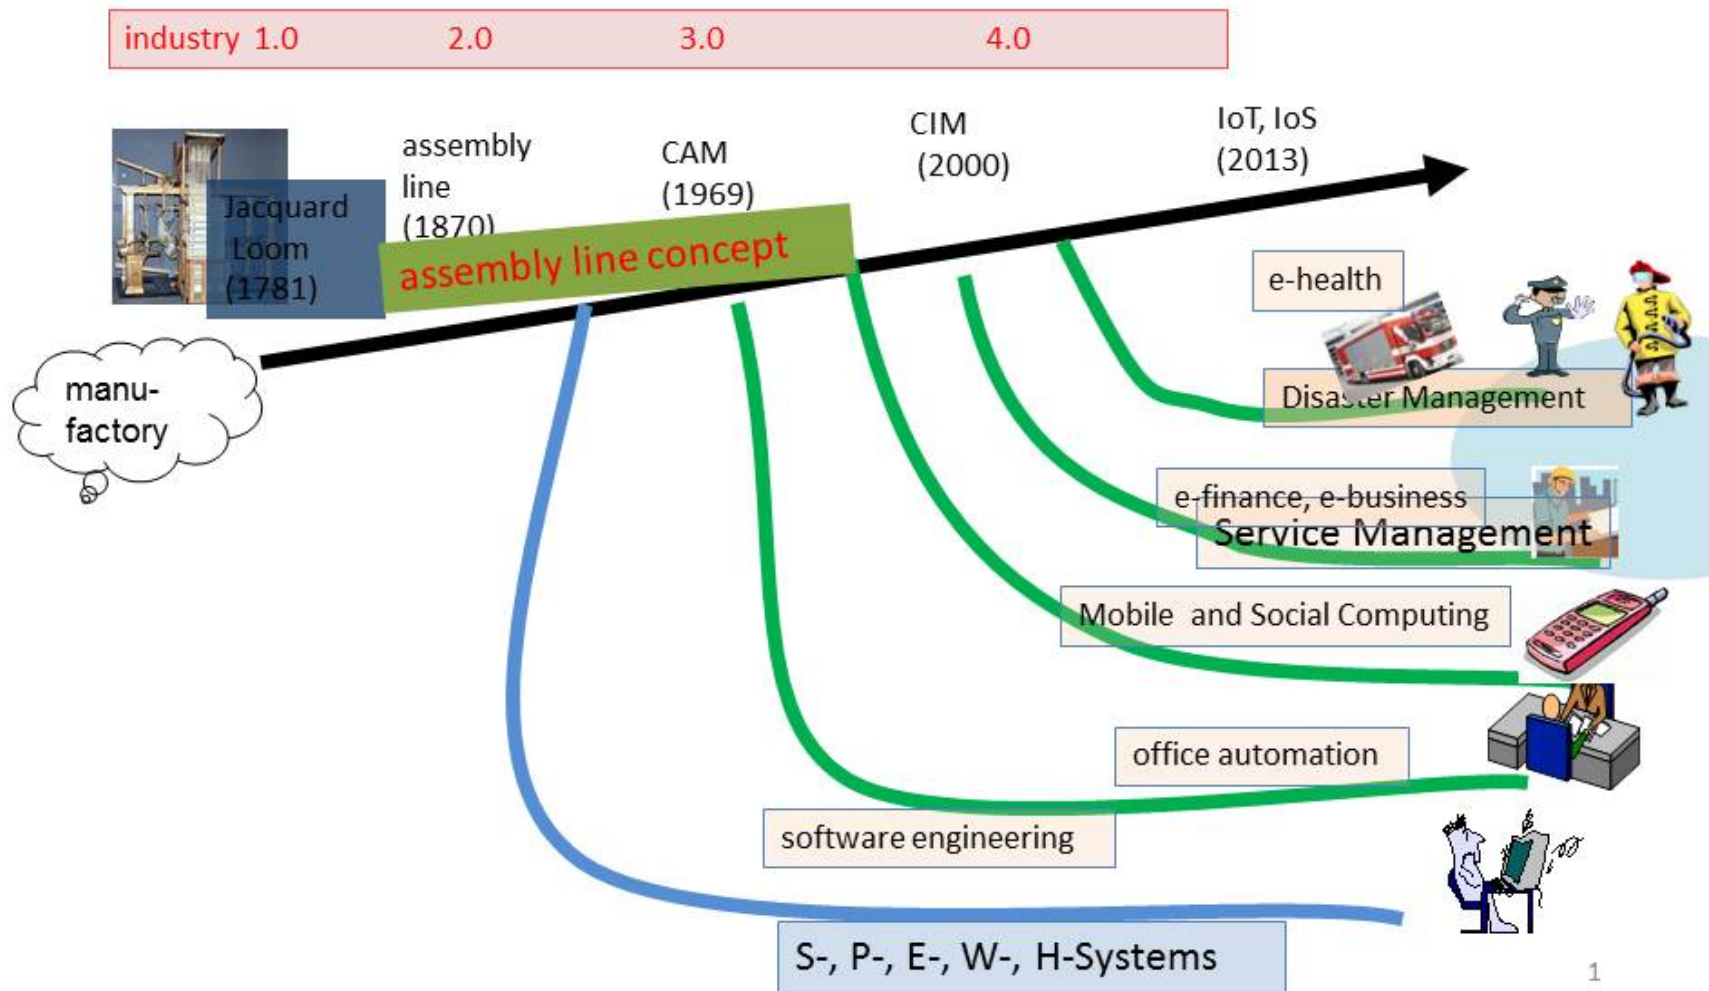 industry 1.0 2.0 3.0 4.0
assembly
line
(1870)
CAM
(1969)
CIM
(2000)
IoT, IoS
(2013)
Jacquard
Loom
(1781)
assembly line concept
manu-
factory
e-health
Disaster Management
e-finance, e-business
Service Management
Mobile and Social Computing
office automation
software engineering
S-, P-, E-, W-, H-Systems
1